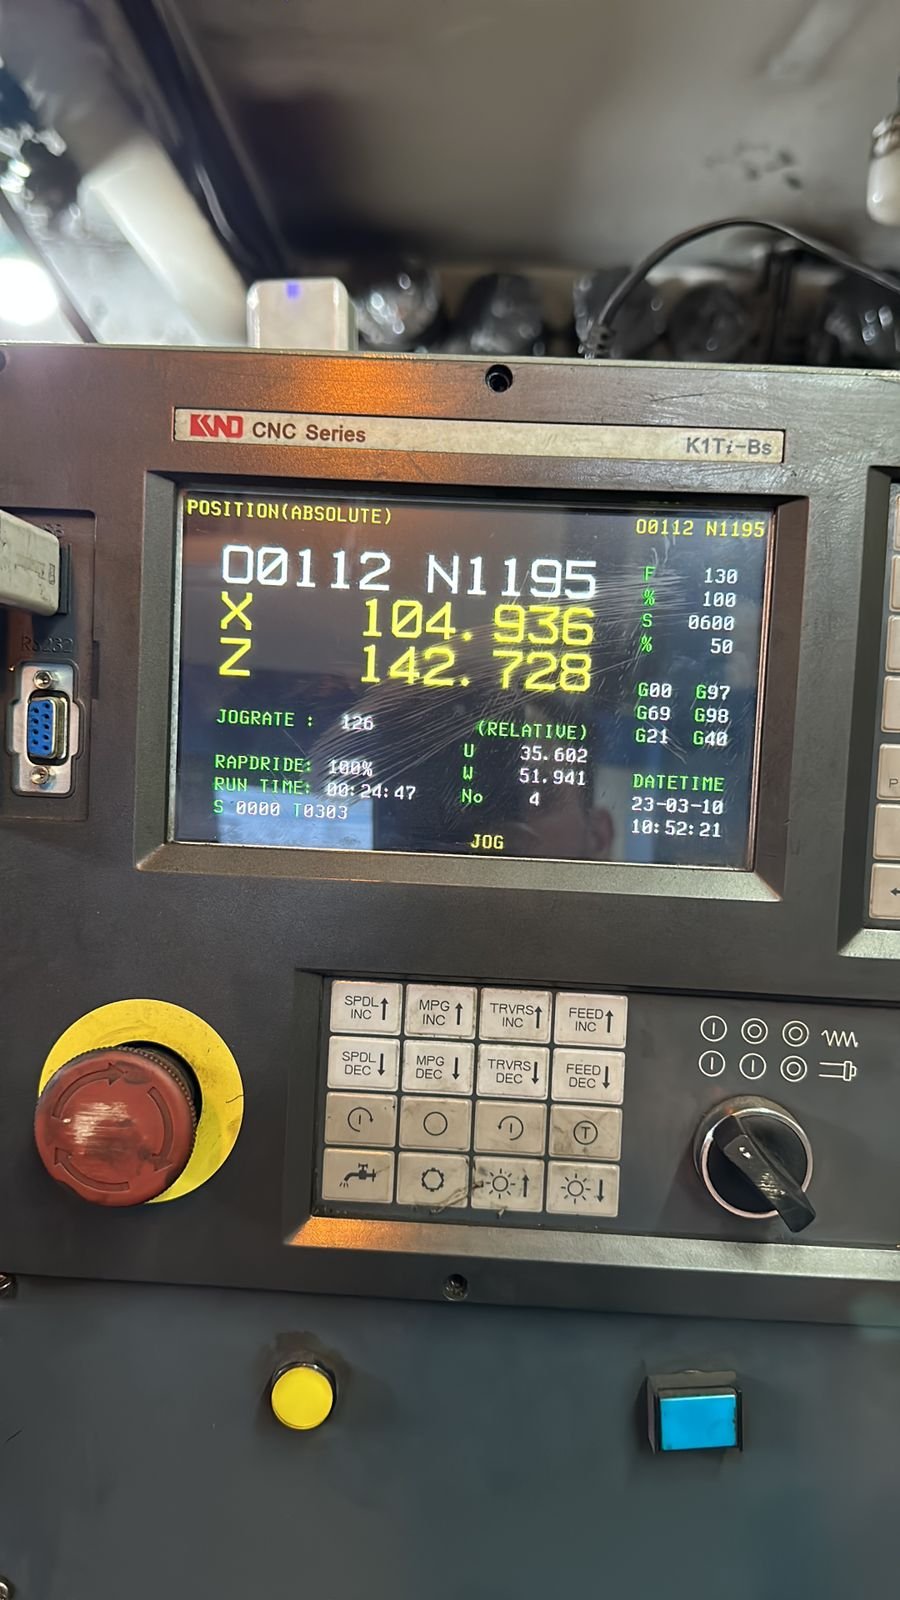 KND CNC Series
K1Ti-Bs
POSITION(ABSOLUTE)
O0112 N1195
O0112 N1195
X 104.936
Z 142.728
F 130
% 100
S 0600
% 50
G00 G97
G69 G98
G21 G40
JOGRATE : 126
(RELATIVE)
U 35.602
W 51.941
No 4
RAPDRIDE: 100%
RUN TIME: 00:24:47
S 0000 T0303
DATETIME
23-03-10
10:52:21
JOG
RS232
P
SPDL↑ INC
MPG↑ INC
TRVRS↑ INC
FEED↑ INC
SPDL↓ DEC
MPG↓ DEC
TRVRS↓ DEC
FEED↓ DEC
T